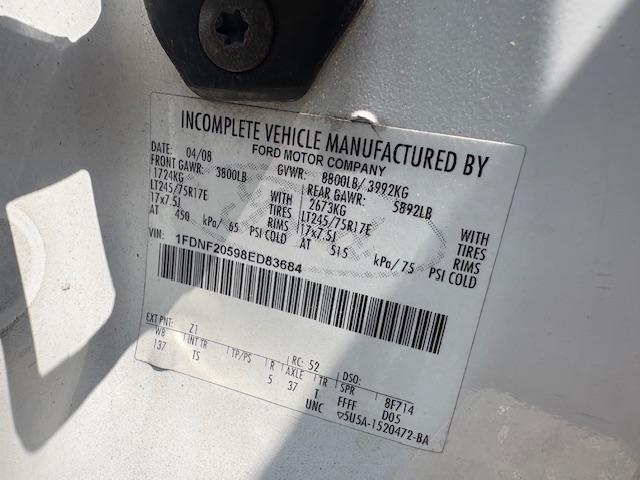 INCOMPLETE VEHICLE MANUFACTURED BY
FORD MOTOR COMPANY
DATE: 04/08 GVWR: 8800LB/ 3992KG
FRONT GAWR: 3800LB REAR GAWR: 5892LB
1724KG WITH 2673KG WITH
LT245/75R17E TIRES LT245/75R17E TIRES
17x7.5J RIMS 17x7.5J RIMS
AT 450 kPa/ 65 PSI COLD AT 515 kPa/ 75 PSI COLD
VIN: 1FDNF20598ED83684
EXT PNT: Z1 RC: 52 DSO:
WB INT TR TP/PS R AXLE TR SPR 8F714
137 TS 5 37 T FFFF D05
UNC 5U5A-1520472-BA